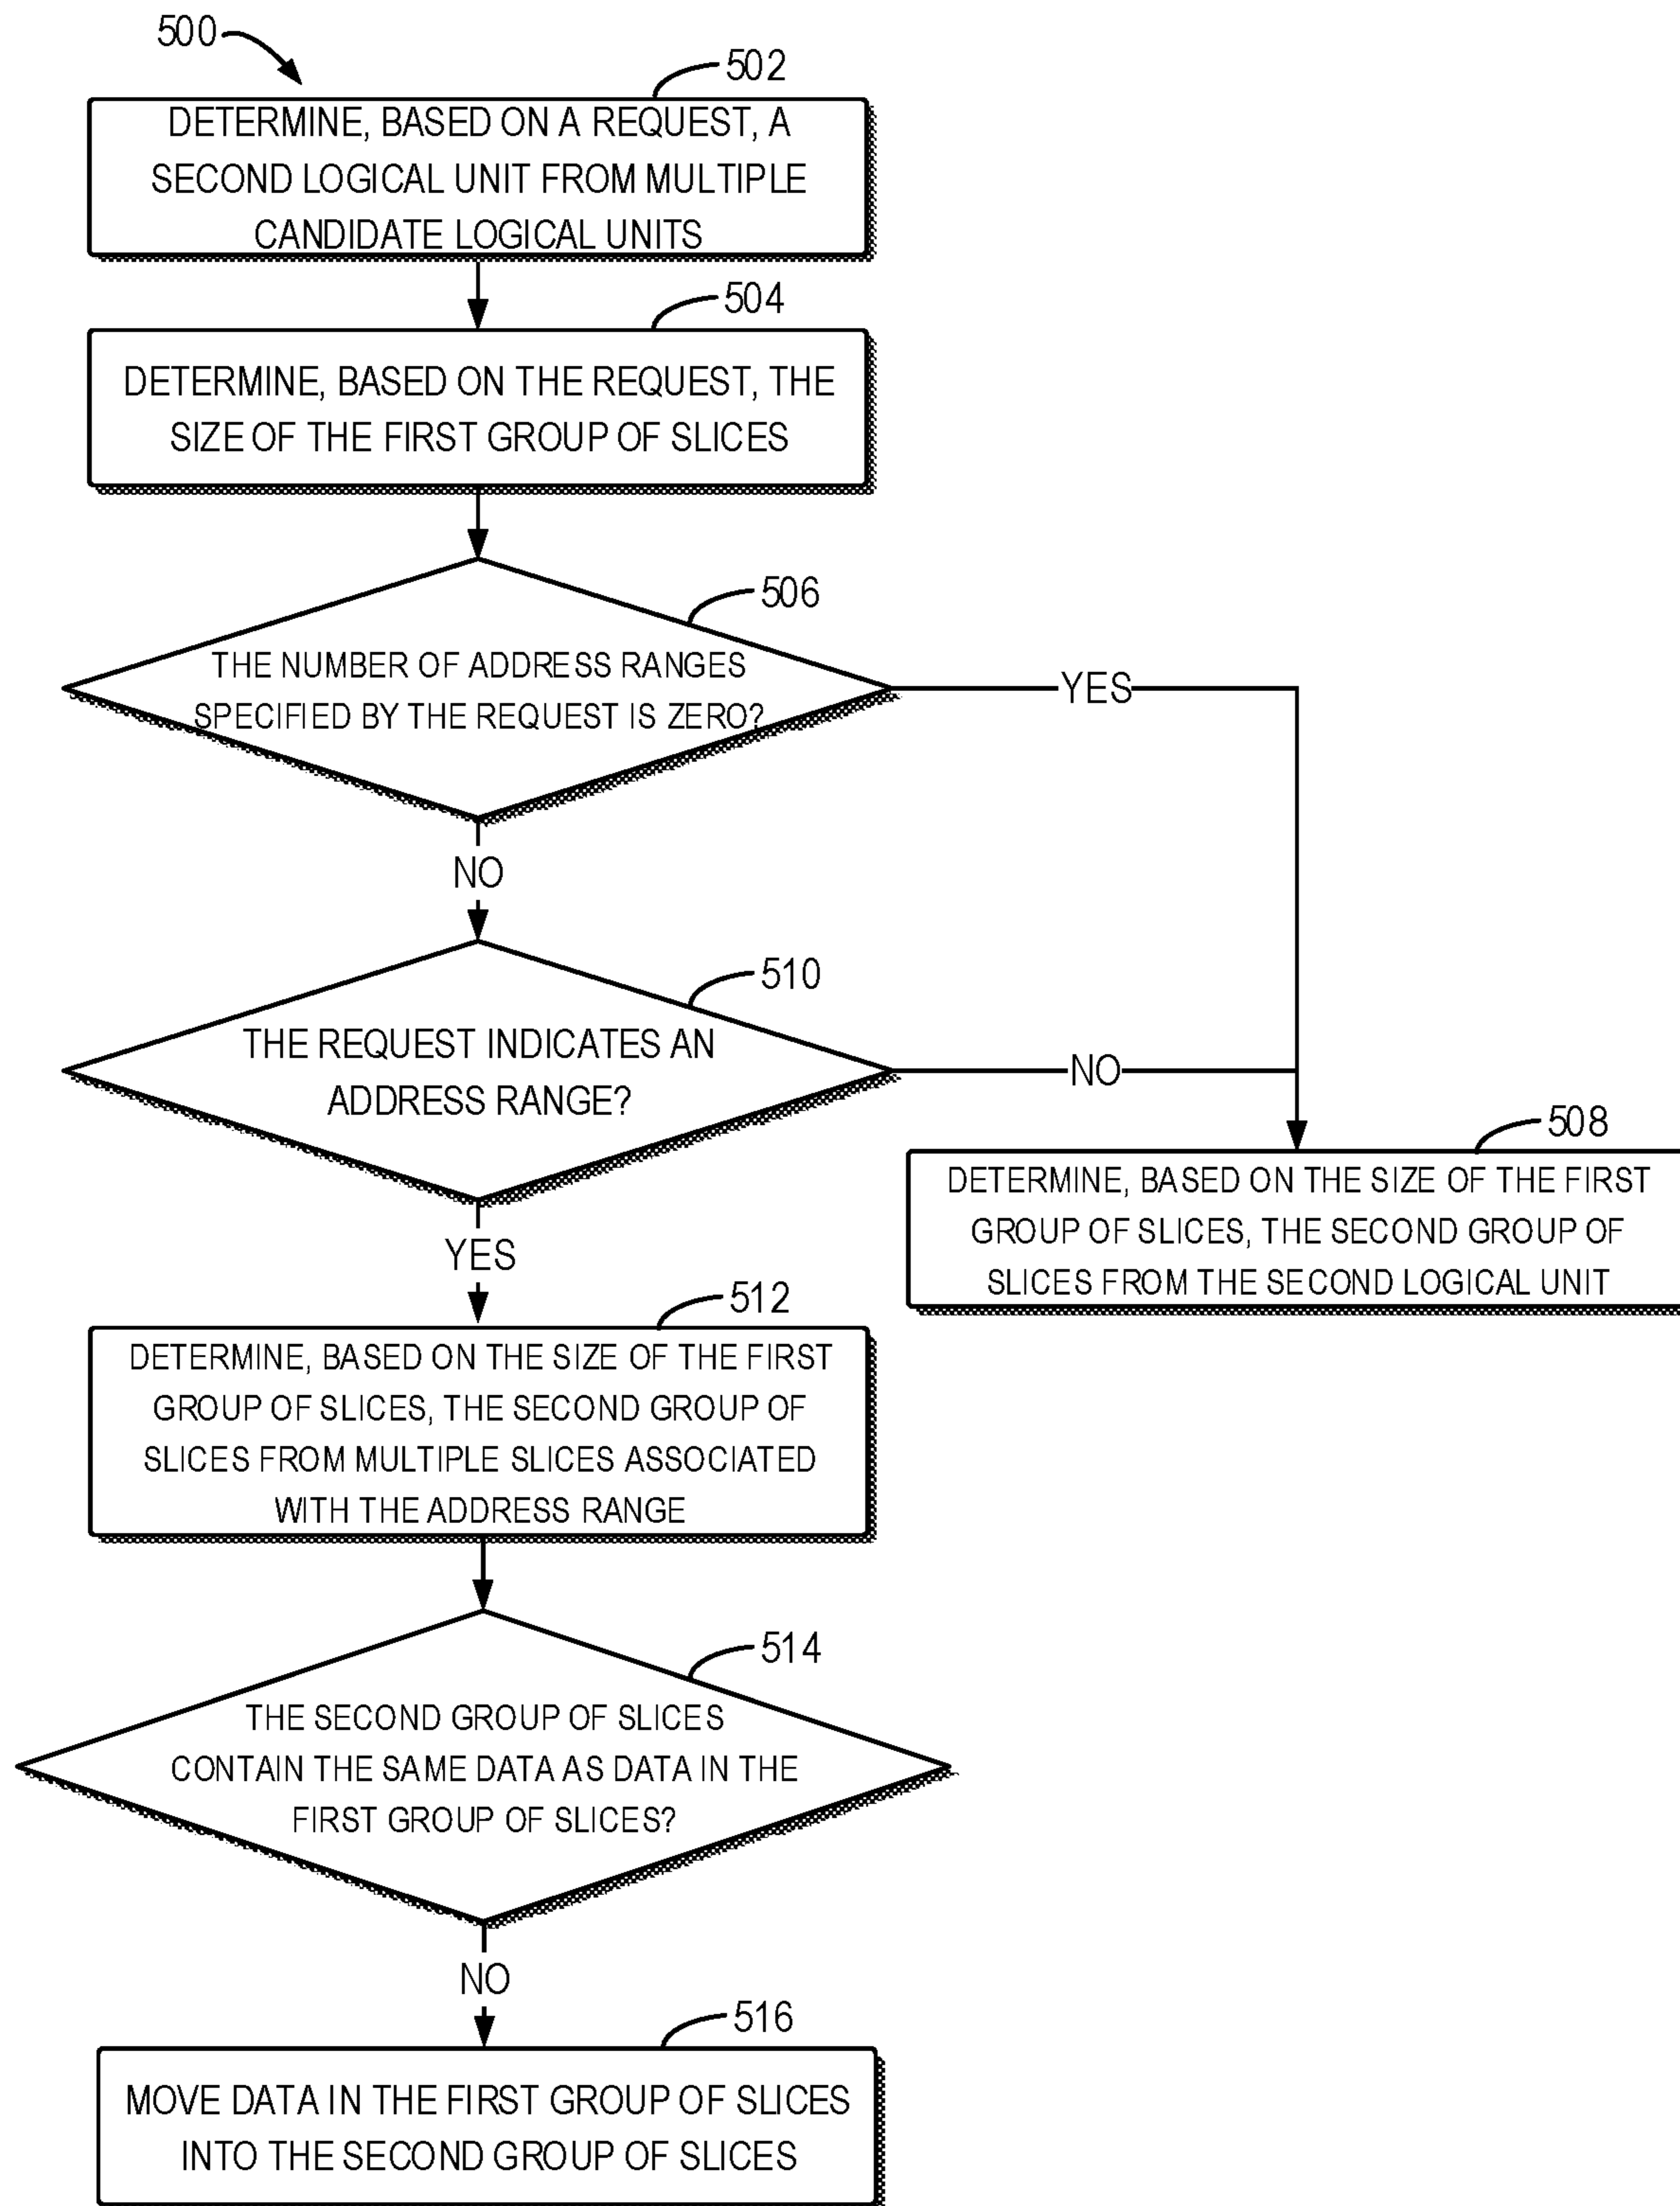 500
502
DETERMINE, BASED ON A REQUEST, A
SECOND LOGICAL UNIT FROM MULTIPLE
CANDIDATE LOGICAL UNITS
504
DETERMINE, BASED ON THE REQUEST, THE
SIZE OF THE FIRST GROUP OF SLICES
506
THE NUMBER OF ADDRESS RANGES
SPECIFIED BY THE REQUEST IS ZERO?
YES
NO
510
THE REQUEST INDICATES AN
ADDRESS RANGE?
NO
YES
508
DETERMINE, BASED ON THE SIZE OF THE FIRST
GROUP OF SLICES, THE SECOND GROUP OF
SLICES FROM THE SECOND LOGICAL UNIT
512
DETERMINE, BASED ON THE SIZE OF THE FIRST
GROUP OF SLICES, THE SECOND GROUP OF
SLICES FROM MULTIPLE SLICES ASSOCIATED
WITH THE ADDRESS RANGE
514
THE SECOND GROUP OF SLICES
CONTAIN THE SAME DATA AS DATA IN THE
FIRST GROUP OF SLICES?
NO
516
MOVE DATA IN THE FIRST GROUP OF SLICES
INTO THE SECOND GROUP OF SLICES